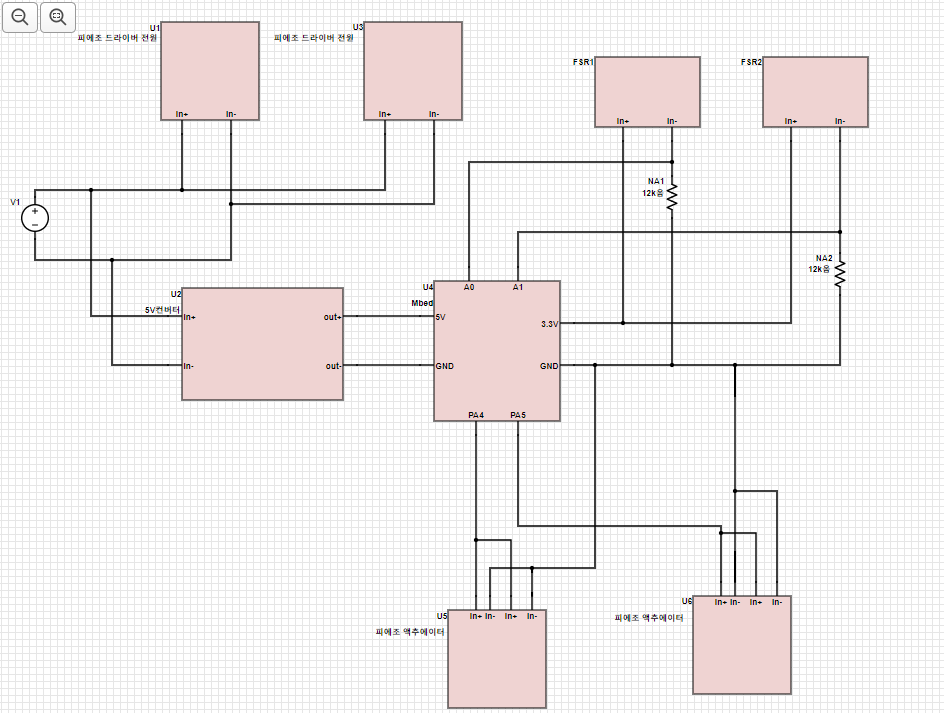 U1
피에조 드라이버 전원
In+
In-
U3
피에조 드라이버 전원
In+
In-
FSR1
In+
In-
FSR2
In+
In-
V1
NA1
12k옴
NA2
12k옴
U2
5V컨버터
In+
In-
out+
out-
U4
Mbed
A0
A1
5V
GND
3.3V
GND
PA4
PA5
U5
피에조 액추에이터
In+
In-
In+
In-
U6
피에조 액추에이터
In+
In-
In+
In-